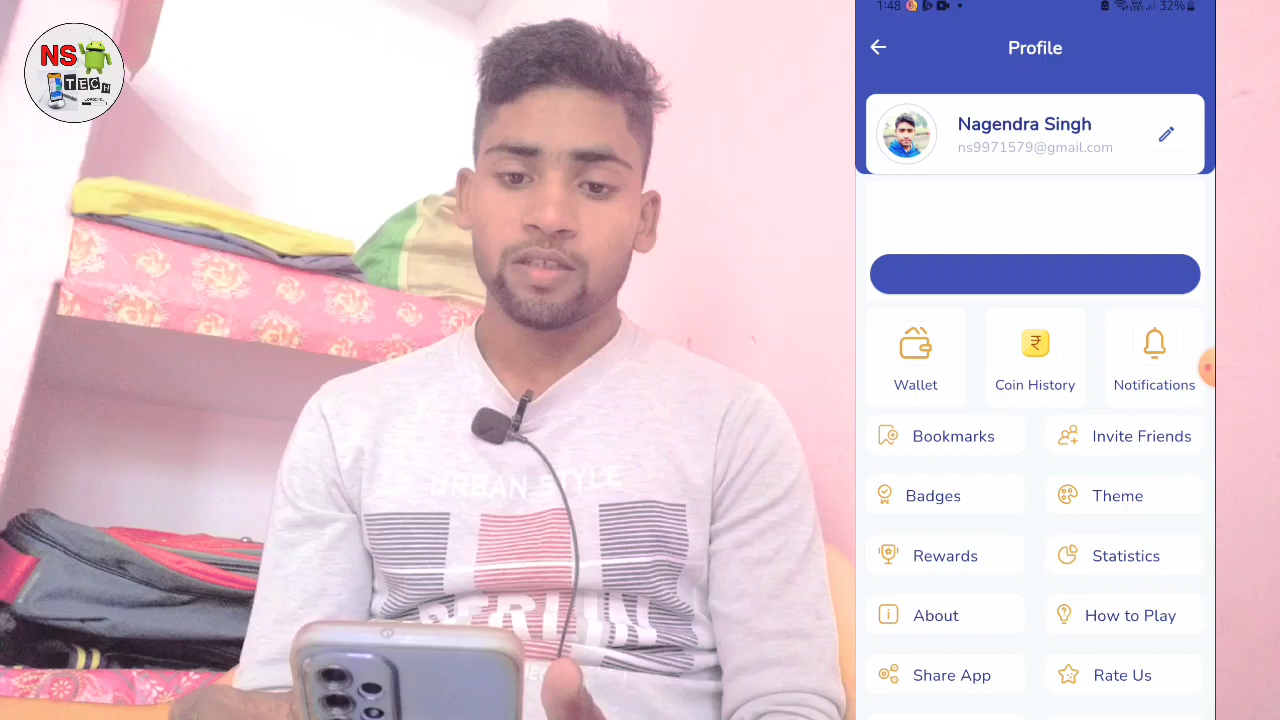 NS
TECH
URBAN STYLE
BERLIN
1:48
32%
Profile
Nagendra Singh
ns9971579@gmail.com
Wallet
Coin History
Notifications
Bookmarks
Invite Friends
Badges
Theme
Rewards
Statistics
About
How to Play
Share App
Rate Us